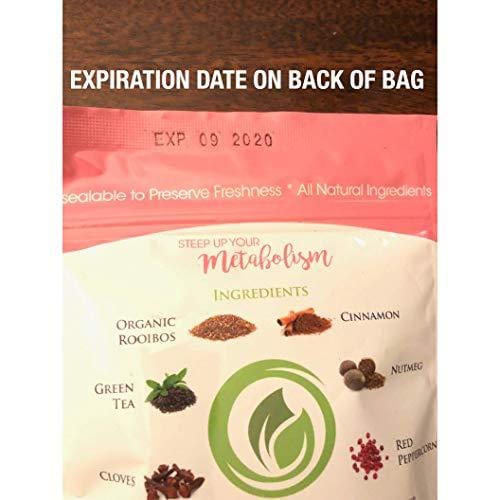 EXPIRATION DATE ON BACK OF BAG
EXP 09 2020
sealable to Preserve Freshness * All Natural Ingredients
STEEP UP YOUR
Metabolism
INGREDIENTS
ORGANIC
ROOIBOS
CINNAMON
GREEN
TEA
NUTMEG
CLOVES
RED
PEPPERCORN